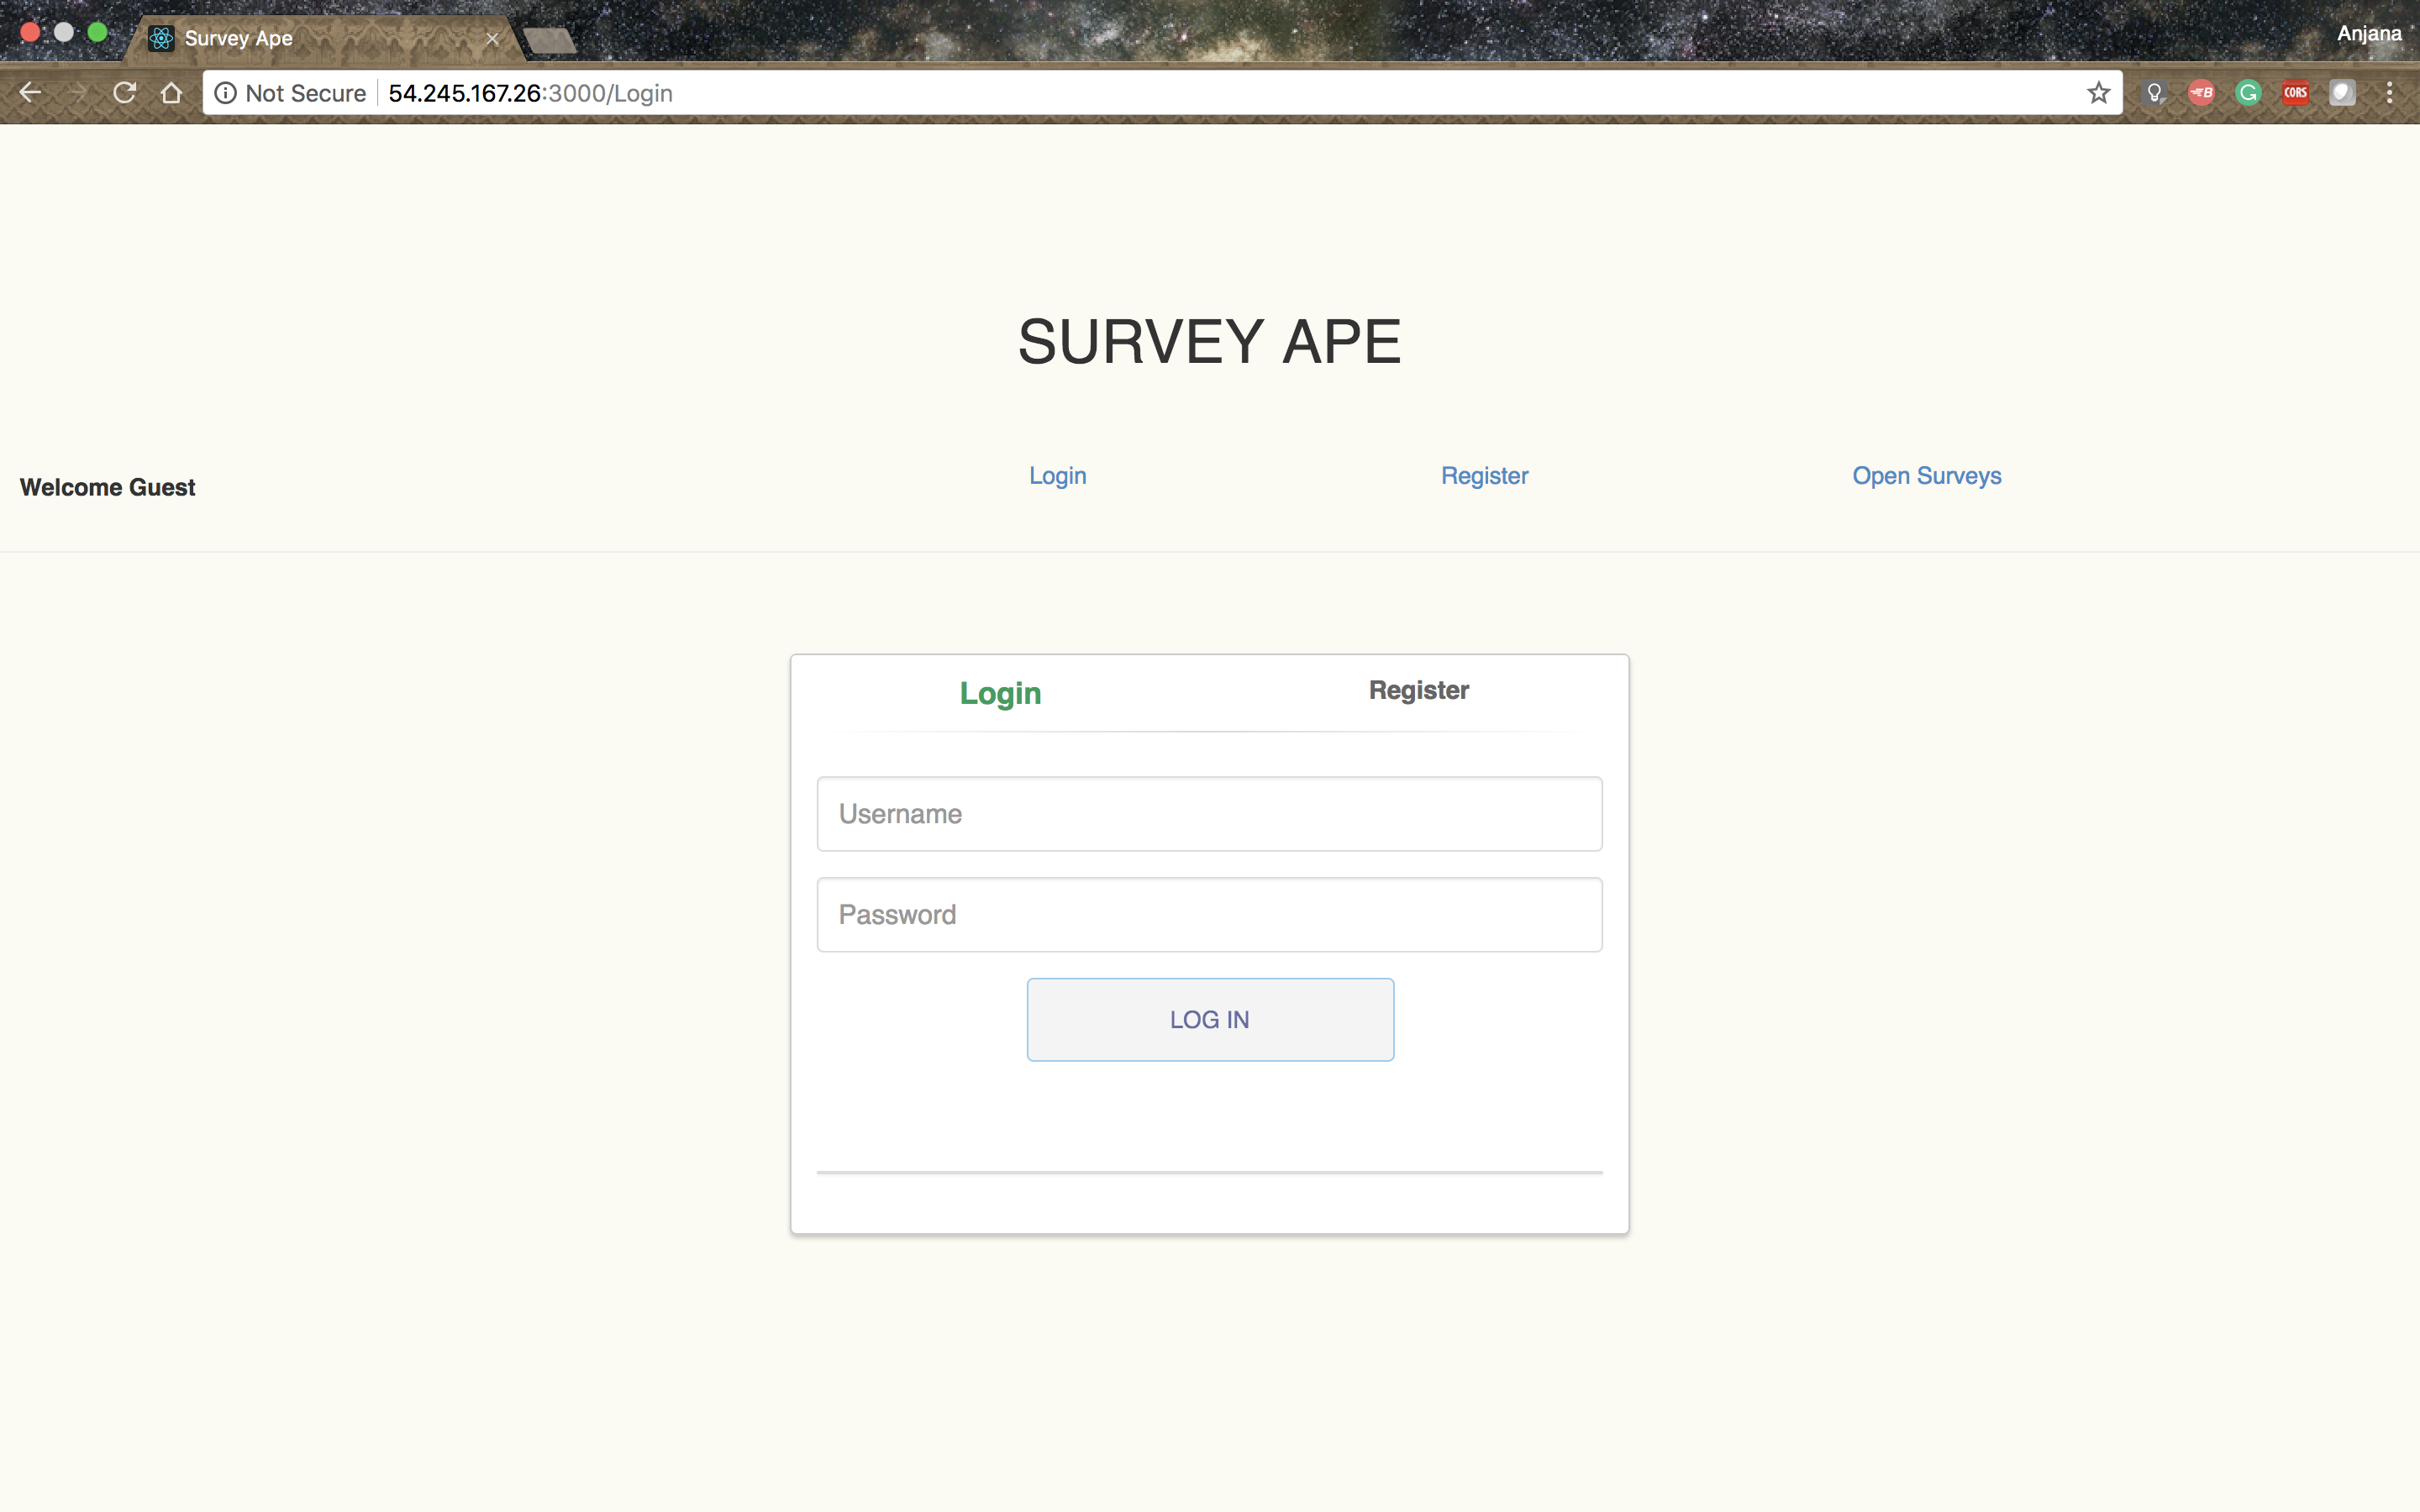 Survey Ape
Anjana
Not Secure
54.245.167.26:3000/Login
B
G
CORS
SURVEY APE
Welcome Guest
Login
Register
Open Surveys
Login
Register
Username
Password
LOG IN